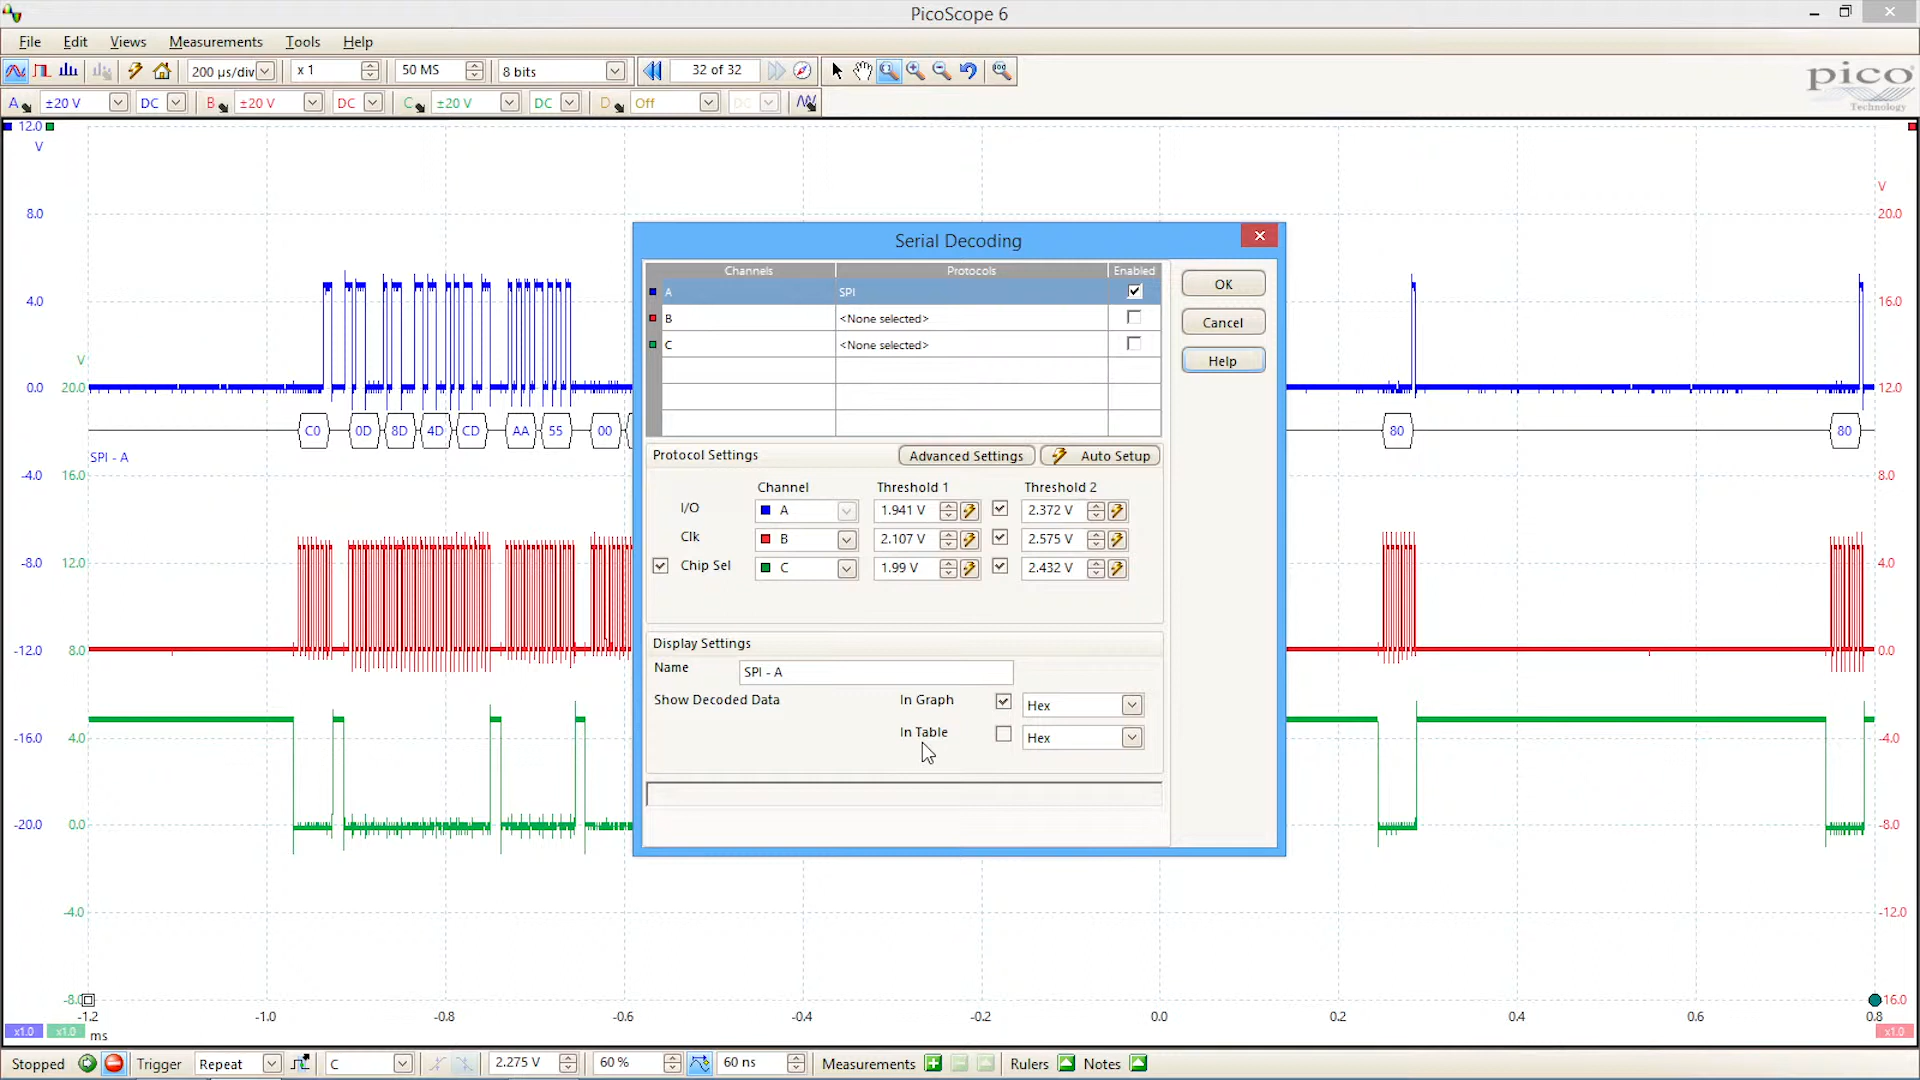 PicoScope 6
File Edit Views Measurements Tools Help
200 µs/div x 1 50 MS 8 bits 32 of 32
pico
Technology
A ±20 V DC B ±20 V DC C ±20 V DC D Off DC
12.0
V
8.0
4.0
0.0
-4.0
-8.0
-12.0
-16.0
-20.0
V
20.0
16.0
12.0
8.0
4.0
0.0
-4.0
-8.0
C0 0D 8D 4D CD AA 55 00 80 80
SPI - A
V
20.0
16.0
12.0
8.0
4.0
0.0
-4.0
-8.0
-12.0
-16.0
Serial Decoding
Channels Protocols Enabled
A SPI
B <None selected>
C <None selected>
OK
Cancel
Help
Protocol Settings Advanced Settings Auto Setup
Channel Threshold 1 Threshold 2
I/O A 1.941 V 2.372 V
Clk B 2.107 V 2.575 V
Chip Sel C 1.99 V 2.432 V
Display Settings
Name SPI - A
Show Decoded Data In Graph Hex
In Table Hex
-1.2 -1.0 -0.8 -0.6 -0.4 -0.2 0.0 0.2 0.4 0.6 0.8
x1.0 x1.0 ms x1.0
Stopped Trigger Repeat C 2.275 V 60 % 60 ns Measurements Rulers Notes